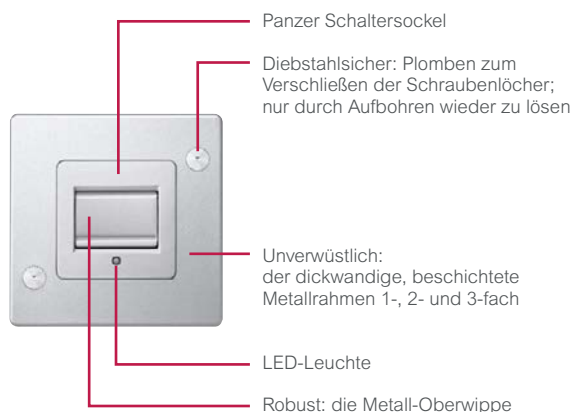 Panzer Schaltersockel
Diebstahlsicher: Plomben zum
Verschließen der Schraubenlöcher;
nur durch Aufbohren wieder zu lösen
Unverwüstlich:
der dickwandige, beschichtete
Metallrahmen 1-, 2- und 3-fach
LED-Leuchte
Robust: die Metall-Oberwippe